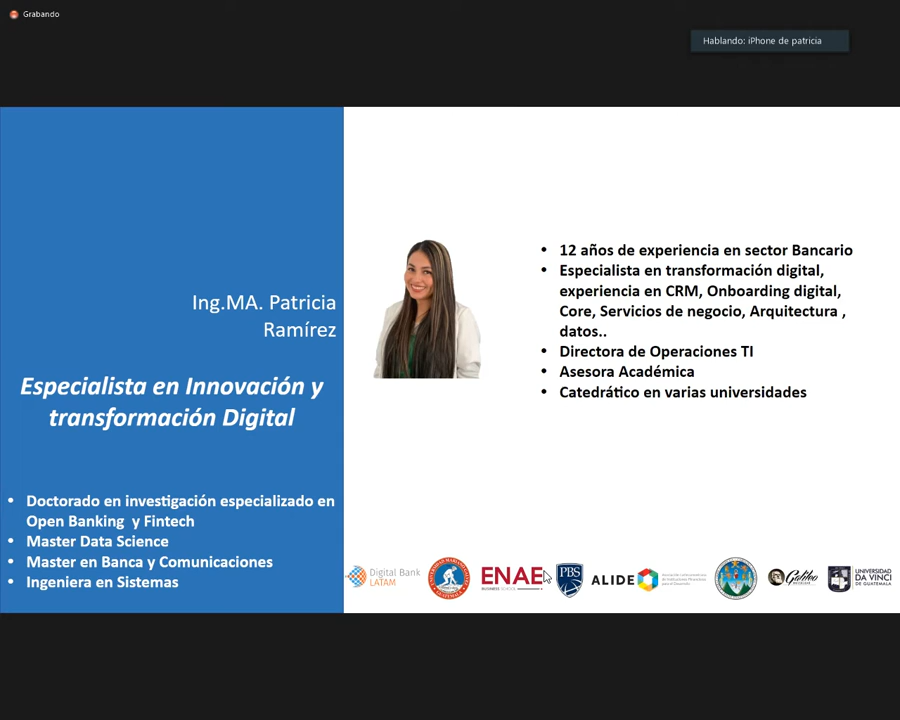 Grabando
Hablando: iPhone de patricia
Ing.MA. Patricia
Ramírez
Especialista en Innovación y
transformación Digital
• Doctorado en investigación especializado en
Open Banking y Fintech
• Master Data Science
• Master en Banca y Comunicaciones
• Ingeniera en Sistemas
• 12 años de experiencia en sector Bancario
• Especialista en transformación digital,
experiencia en CRM, Onboarding digital,
Core, Servicios de negocio, Arquitectura ,
datos..
• Directora de Operaciones TI
• Asesora Académica
• Catedrático en varias universidades
Digital Bank
LATAM
ENAE
BUSINESS SCHOOL
PBS
ALIDE
Galileo
UNIVERSIDAD
DA VINCI
DE GUATEMALA